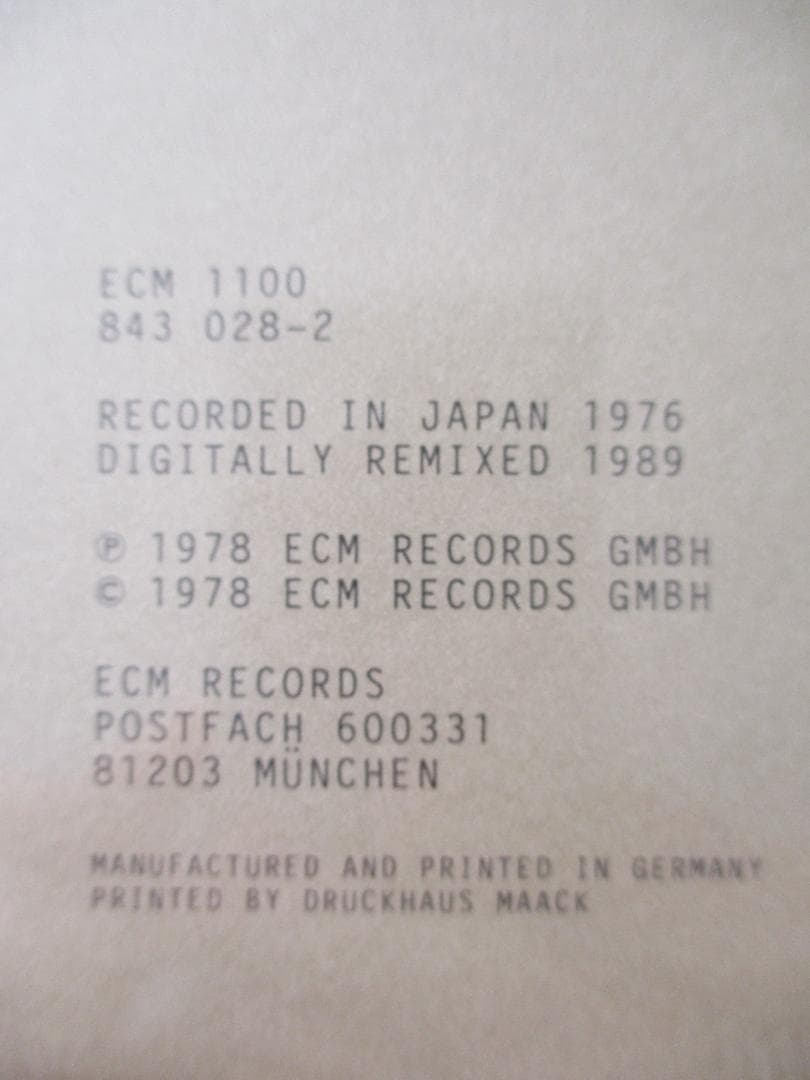 ECM 1100
843 028-2
RECORDED IN JAPAN 1976
DIGITALLY REMIXED 1989
℗ 1978 ECM RECORDS GMBH
© 1978 ECM RECORDS GMBH
ECM RECORDS
POSTFACH 600331
81203 MÜNCHEN
MANUFACTURED AND PRINTED IN GERMANY
PRINTED BY DRUCKHAUS MAACK